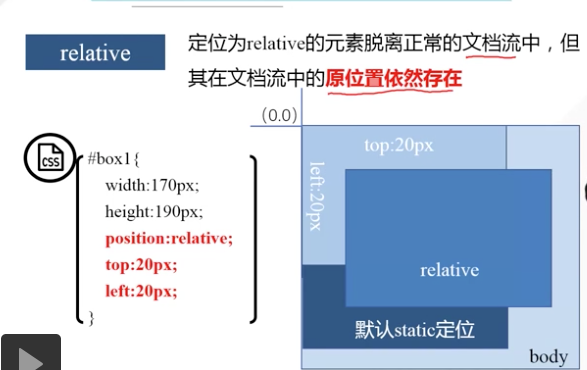 relative
定位为relative的元素脱离正常的文档流中，但
其在文档流中的原位置依然存在
(0.0)
CSS
#box1{
width:170px;
height:190px;
position:relative;
top:20px;
left:20px;
}
top:20px
left:20px
relative
默认static定位
body